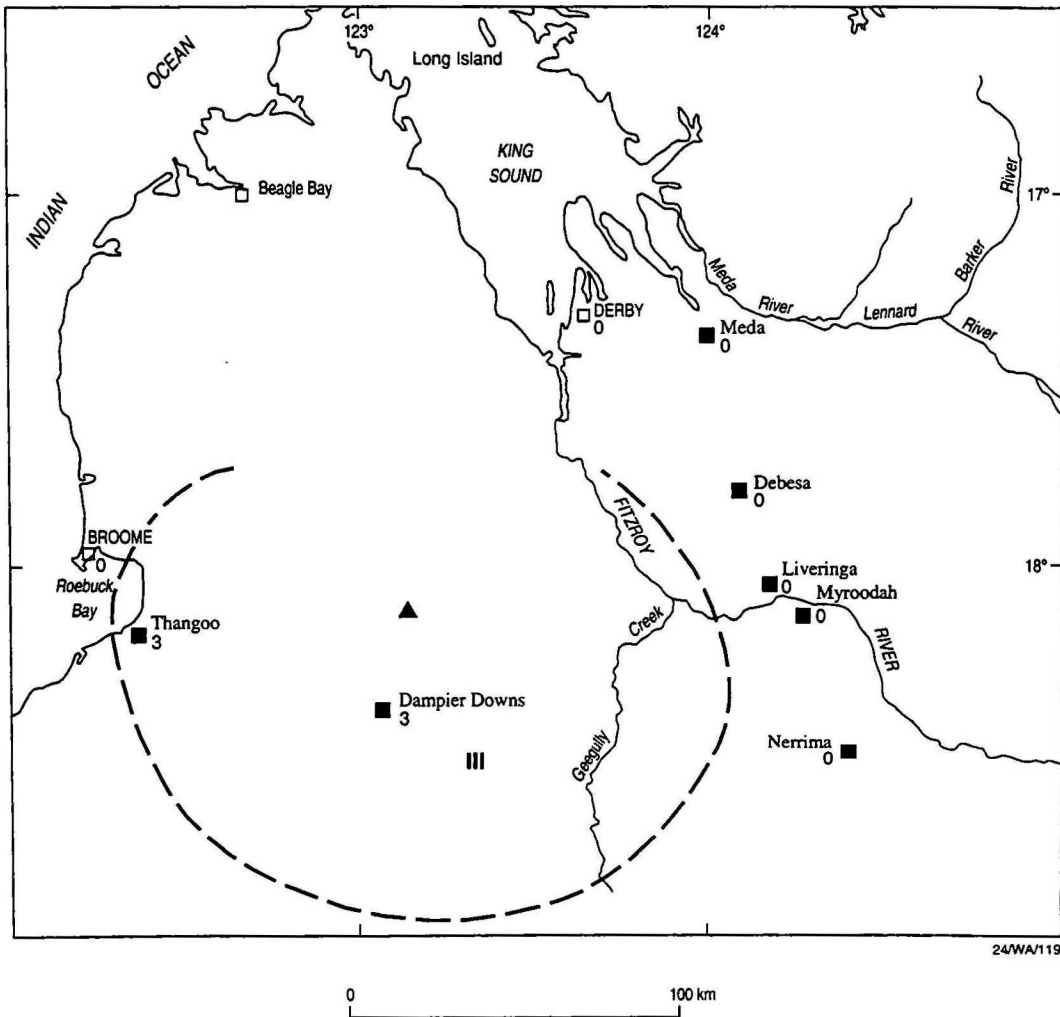 123°
124°
OCEAN
Long Island
INDIAN
KING
SOUND
Beagle Bay
17°
River
Barker
Meda
River
Lennard
River
DERBY
0
Meda
0
Debesa
0
FITZROY
BROOME
0
Roebuck
Bay
18°
Liveringa
0
Myroodah
0
Thangoo
3
Creek
RIVER
Dampier Downs
3
III
Geegully
Nerrima
0
24/WA/119
0
100 km